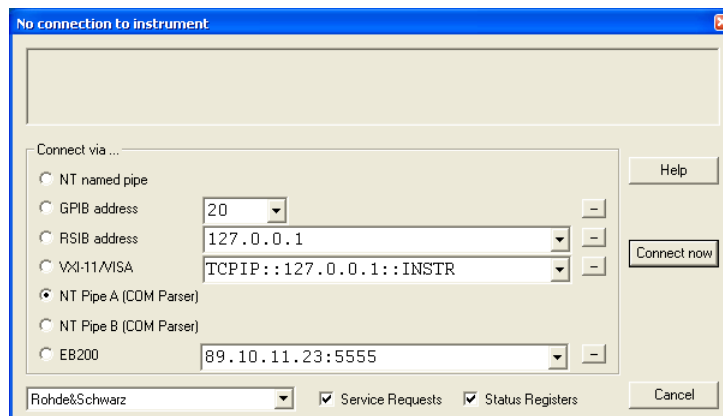 No connection to instrument
Connect via ...
NT named pipe
GPIB address 20 -
RSIB address 127.0.0.1 -
VXI-11/VISA TCPIP::127.0.0.1::INSTR -
NT Pipe A (COM Parser)
NT Pipe B (COM Parser)
EB200 89.10.11.23:5555 -
Help
Connect now
Rohde&Schwarz Service Requests Status Registers Cancel